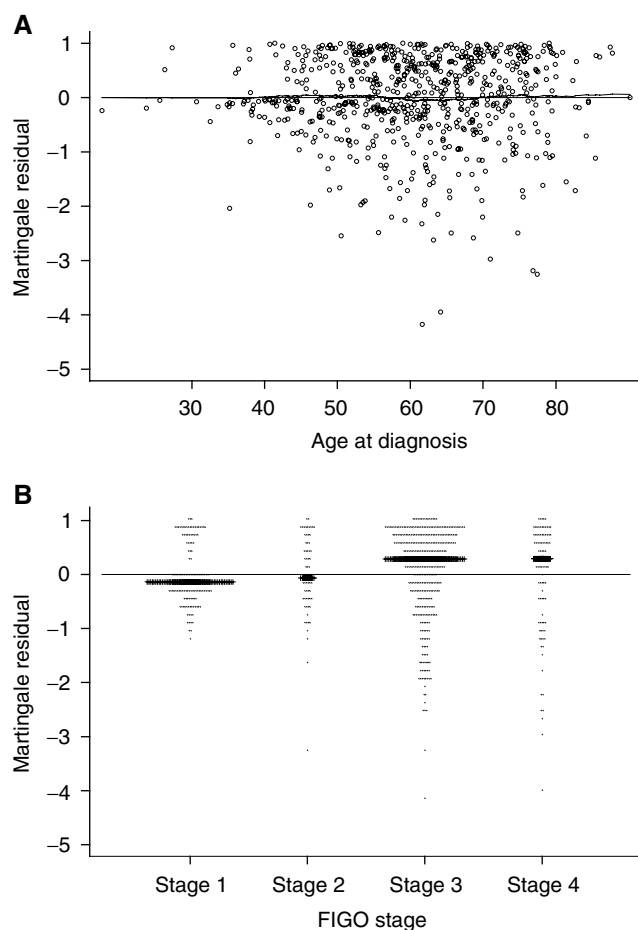 A
Martingale residual
1
0
−1
−2
−3
−4
−5
30 40 50 60 70 80
Age at diagnosis
B
Martingale residual
1
0
−1
−2
−3
−4
−5
Stage 1 Stage 2 Stage 3 Stage 4
FIGO stage